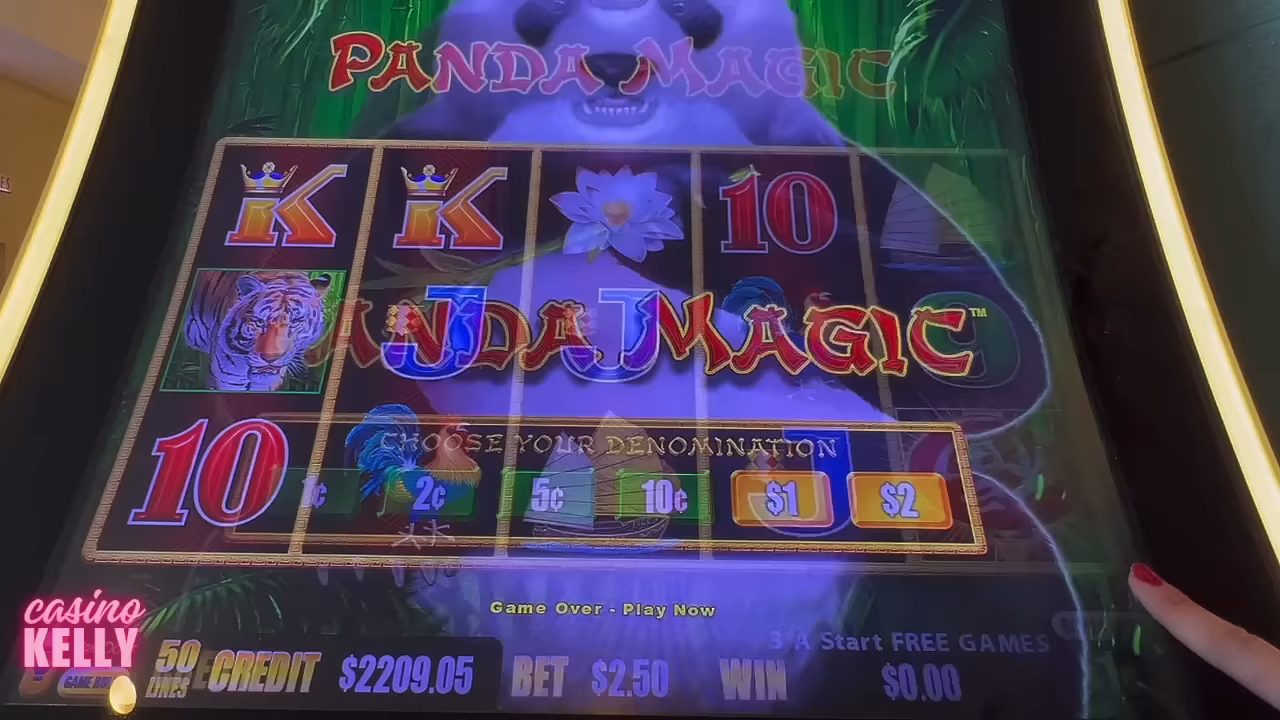 PANDA MAGIC
K K 10
PANDA MAGIC™
J J
CHOOSE YOUR DENOMINATION
10 1¢ 2¢ 5¢ 10¢ $1 $2 J
Game Over - Play Now
3 A Start FREE GAMES
casino
KELLY
50 LINES CREDIT $2209.05 BET $2.50 WIN $0.00